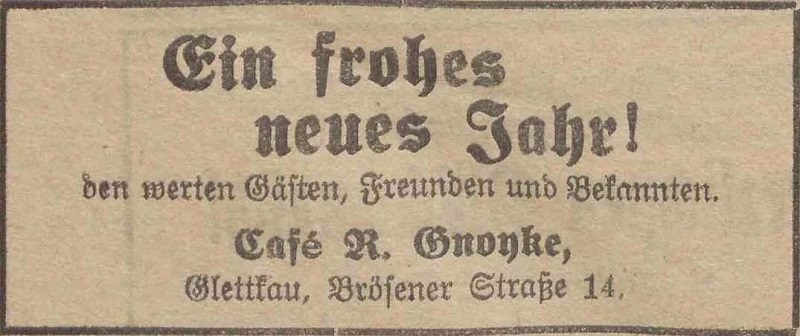 Ein frohes
neues Jahr!
den werten Gästen, Freunden und Bekannten.
Café R. Gnoyke,
Glettkau, Brösener Straße 14.